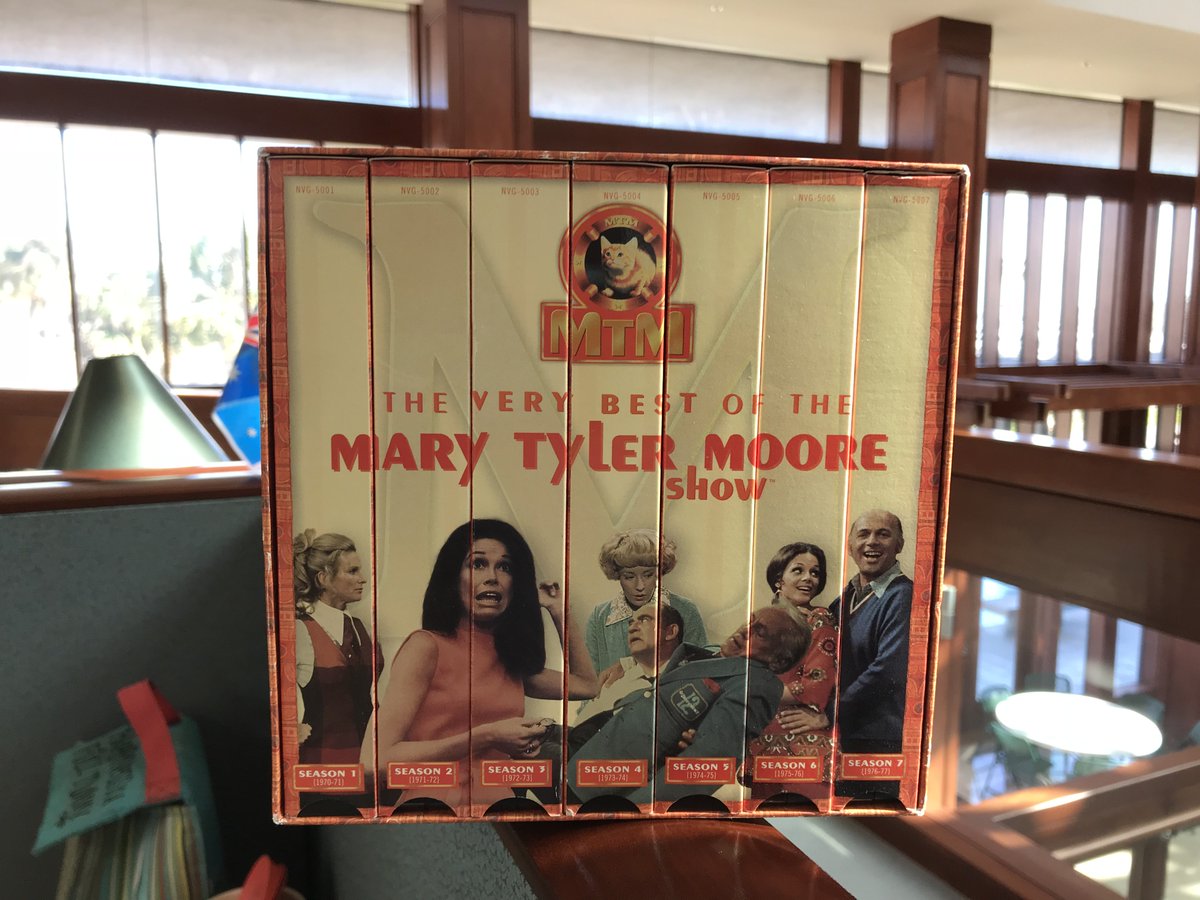 NVG-5001 NVG-5002 NVG-5003 NVG-5004 NVG-5005 NVG-5006 NVG-5007
MTM
MTM
THE VERY BEST OF THE
MARY TYLER MOORE
SHOW™
SEASON 1 SEASON 2 SEASON 3 SEASON 4 SEASON 5 SEASON 6 SEASON 7
(1970-71) (1971-72) (1972-73) (1973-74) (1974-75) (1975-76) (1976-77)